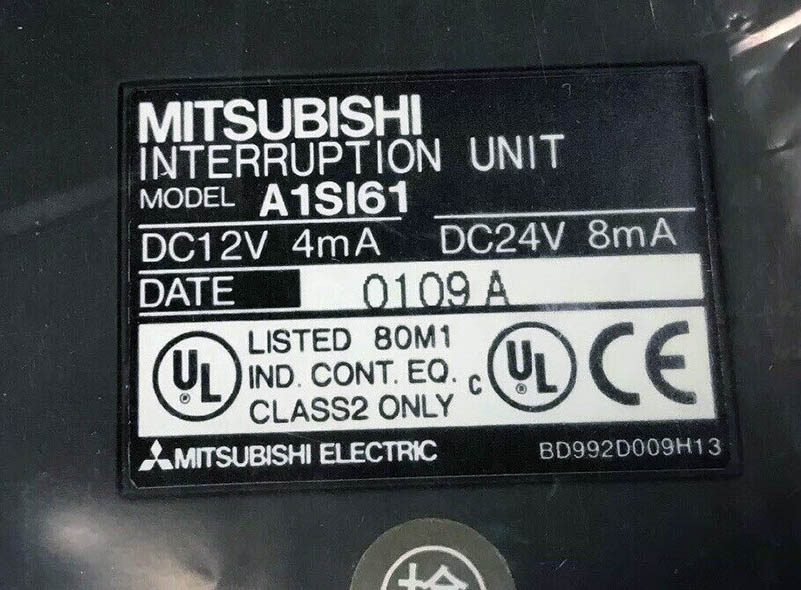 MITSUBISHI
INTERRUPTION UNIT
MODEL A1SI61
DC12V 4mA DC24V 8mA
DATE 0109 A
UL LISTED 80M1
IND. CONT. EQ.
CLASS2 ONLY
c UL CE
MITSUBISHI ELECTRIC BD992D009H13
検